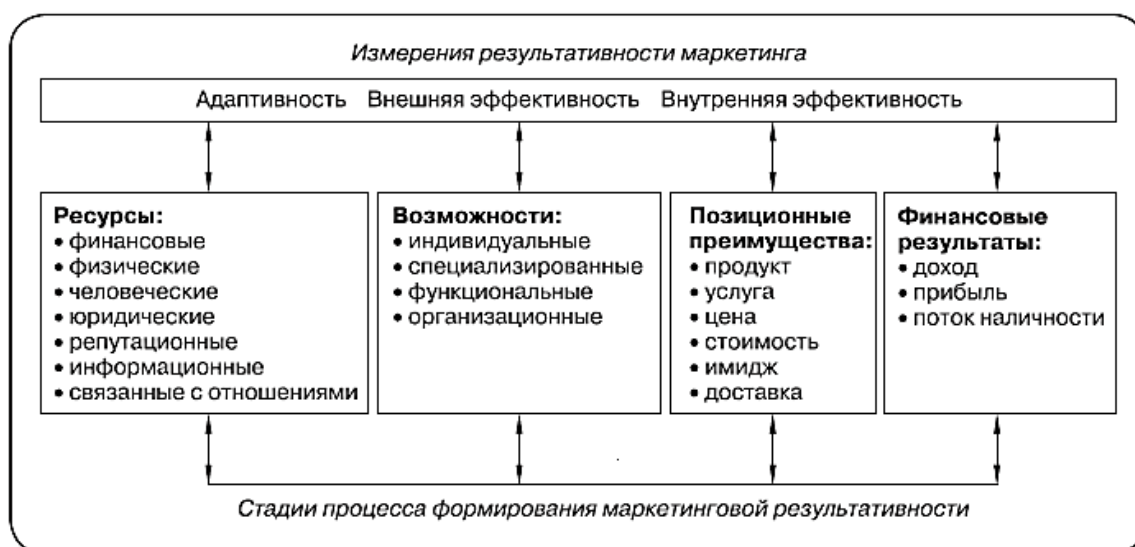 Измерения результативности маркетинга
Адаптивность Внешняя эффективность Внутренняя эффективность
Ресурсы:
• финансовые
• физические
• человеческие
• юридические
• репутационные
• информационные
• связанные с отношениями
Возможности:
• индивидуальные
• специализированные
• функциональные
• организационные
Позиционные
преимущества:
• продукт
• услуга
• цена
• стоимость
• имидж
• доставка
Финансовые
результаты:
• доход
• прибыль
• поток наличности
Стадии процесса формирования маркетинговой результативности